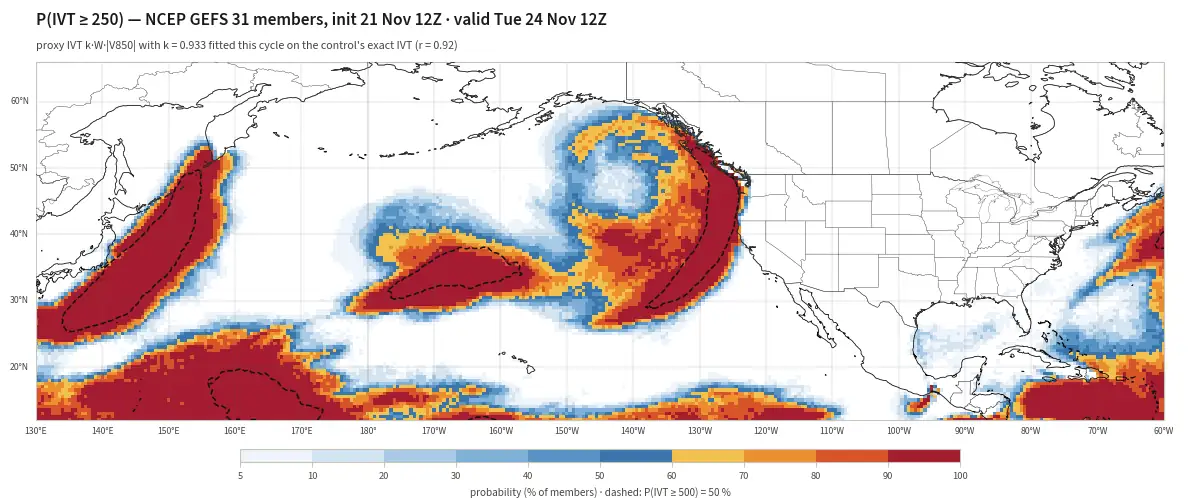 P(IVT ≥ 250) — NCEP GEFS 31 members, init 21 Nov 12Z · valid Tue 24 Nov 12Z
proxy IVT k·W·|V850| with k = 0.933 fitted this cycle on the control's exact IVT (r = 0.92)
60°N
50°N
40°N
30°N
20°N
130°E 140°E 150°E 160°E 170°E 180° 170°W 160°W 150°W 140°W 130°W 120°W 110°W 100°W 90°W 80°W 70°W 60°W
5 10 20 30 40 50 60 70 80 90 100
probability (% of members) · dashed: P(IVT ≥ 500) = 50 %